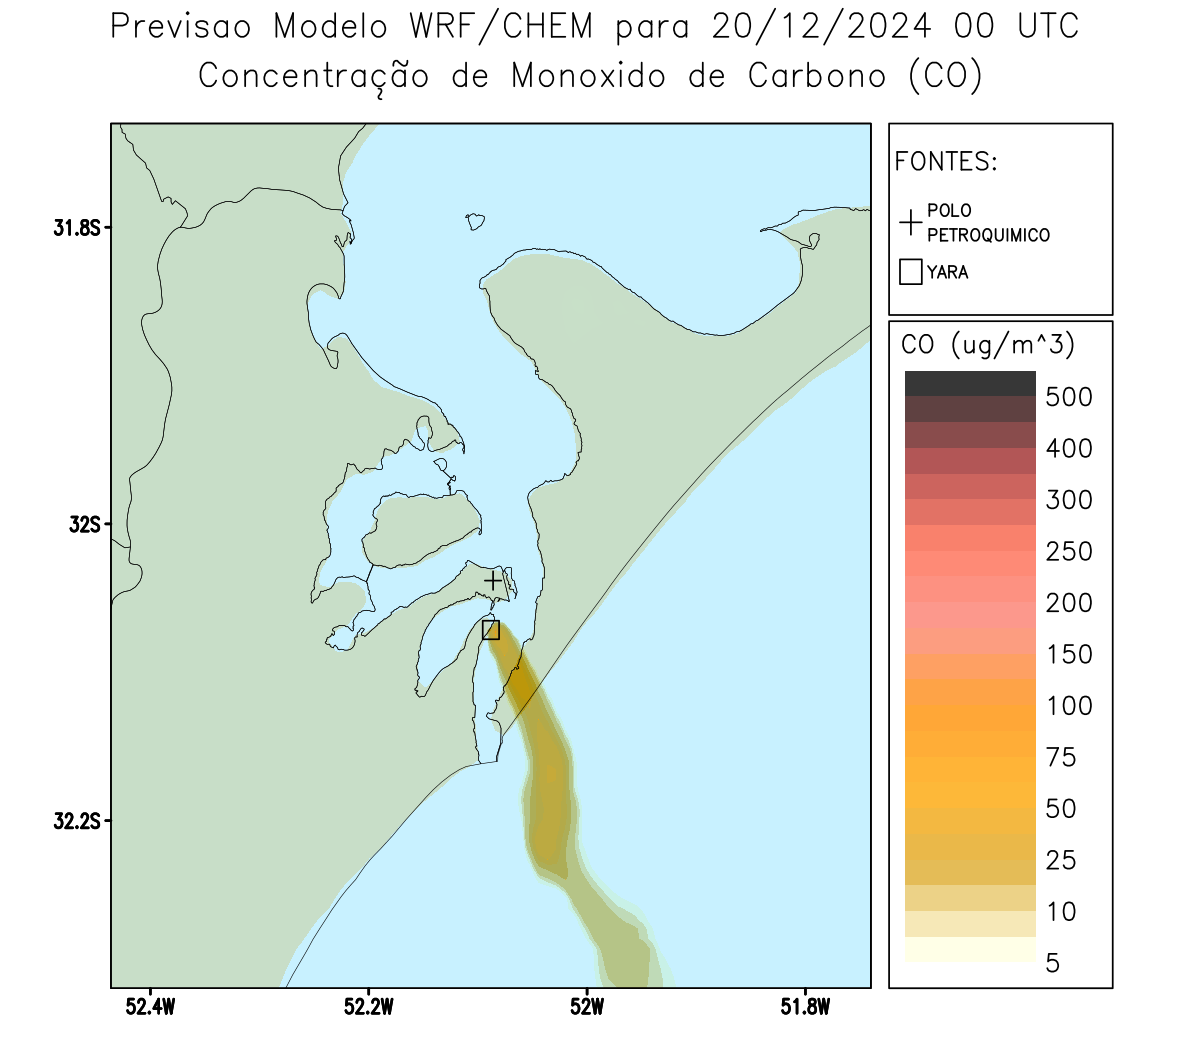 Previsao Modelo WRF/CHEM para 20/12/2024 00 UTC
Concentração de Monoxido de Carbono (CO)
FONTES:
POLO
PETROQUIMICO
YARA
CO (ug/m^3)
500
400
300
250
200
150
100
75
50
25
10
5
31.8S
32S
32.2S
52.4W
52.2W
52W
51.8W